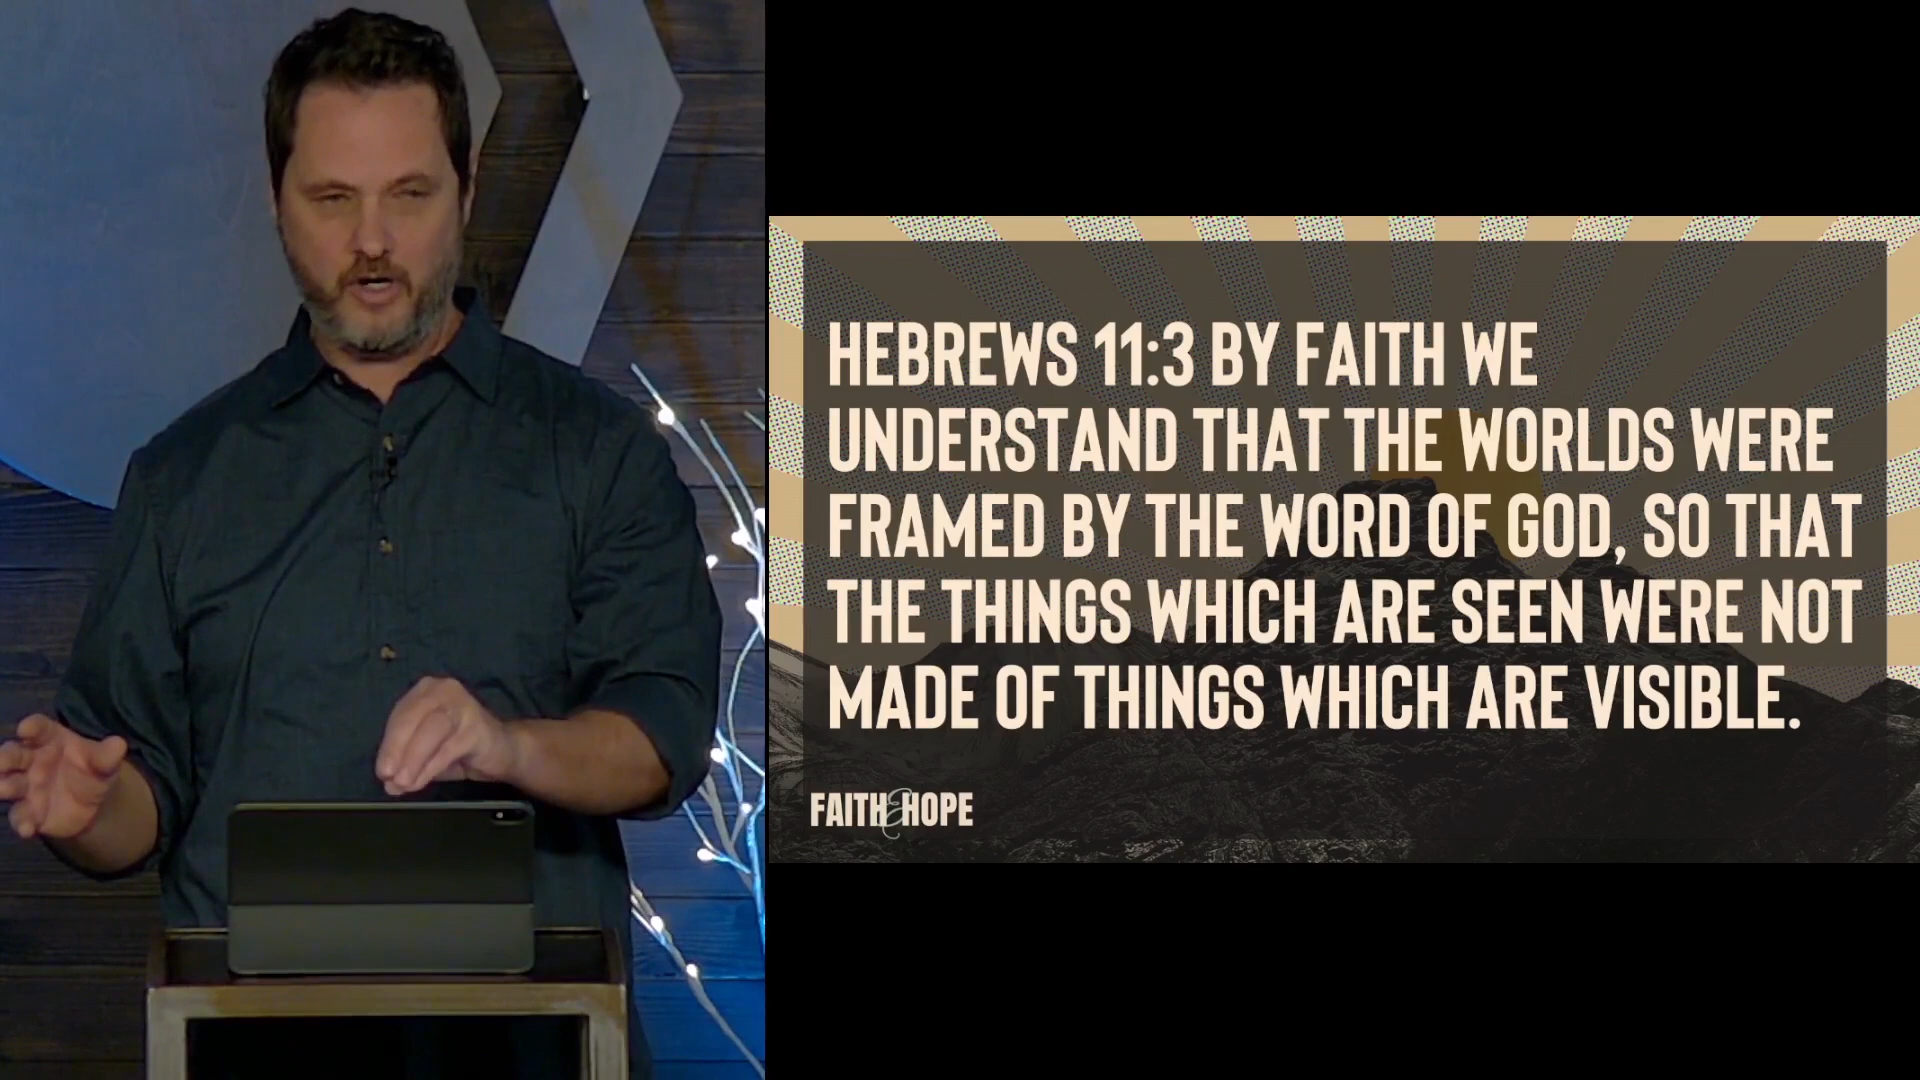 HEBREWS 11:3 BY FAITH WE
UNDERSTAND THAT THE WORLDS WERE
FRAMED BY THE WORD OF GOD, SO THAT
THE THINGS WHICH ARE SEEN WERE NOT
MADE OF THINGS WHICH ARE VISIBLE.
FAITH & HOPE